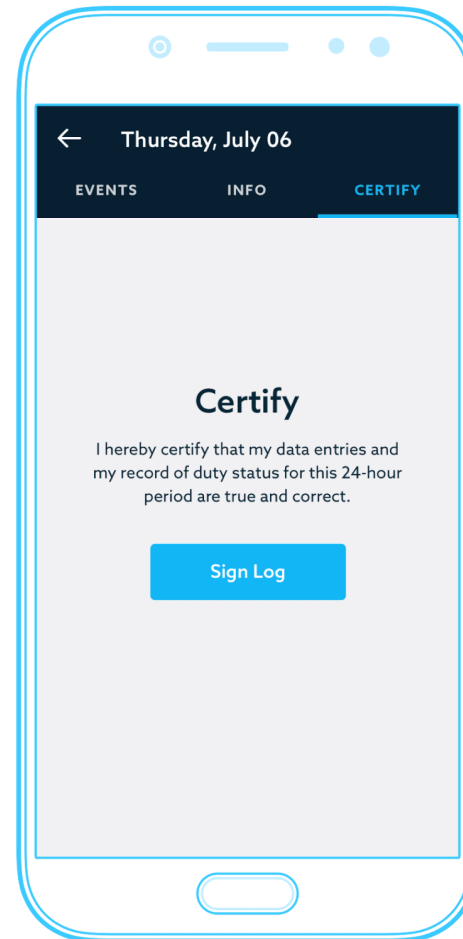 Thursday, July 06
EVENTS INFO CERTIFY
Certify
I hereby certify that my data entries and
my record of duty status for this 24-hour
period are true and correct.
Sign Log